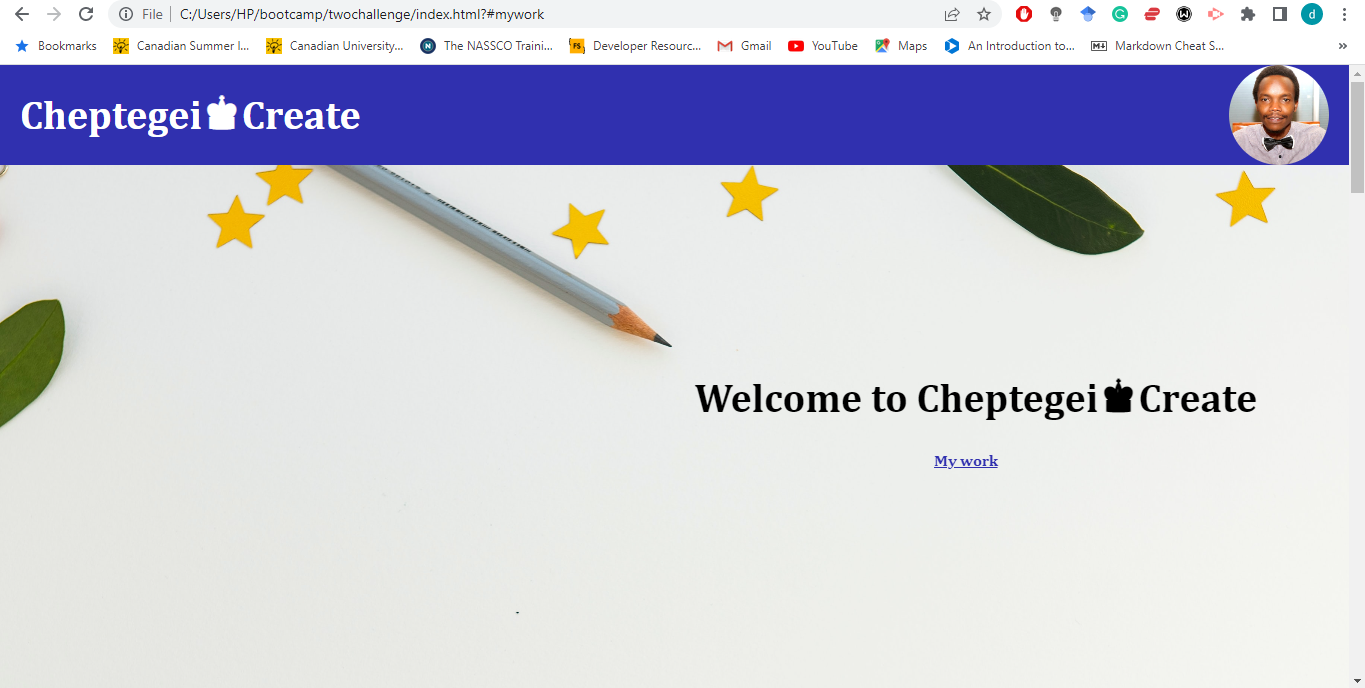 File C:/Users/HP/bootcamp/twochallenge/index.html?#mywork
d
Bookmarks Canadian Summer I... Canadian University... The NASSCO Traini... FS Developer Resourc... Gmail YouTube Maps An Introduction to... Markdown Cheat S... »
Cheptegei♚Create
Welcome to Cheptegei♚Create
My work